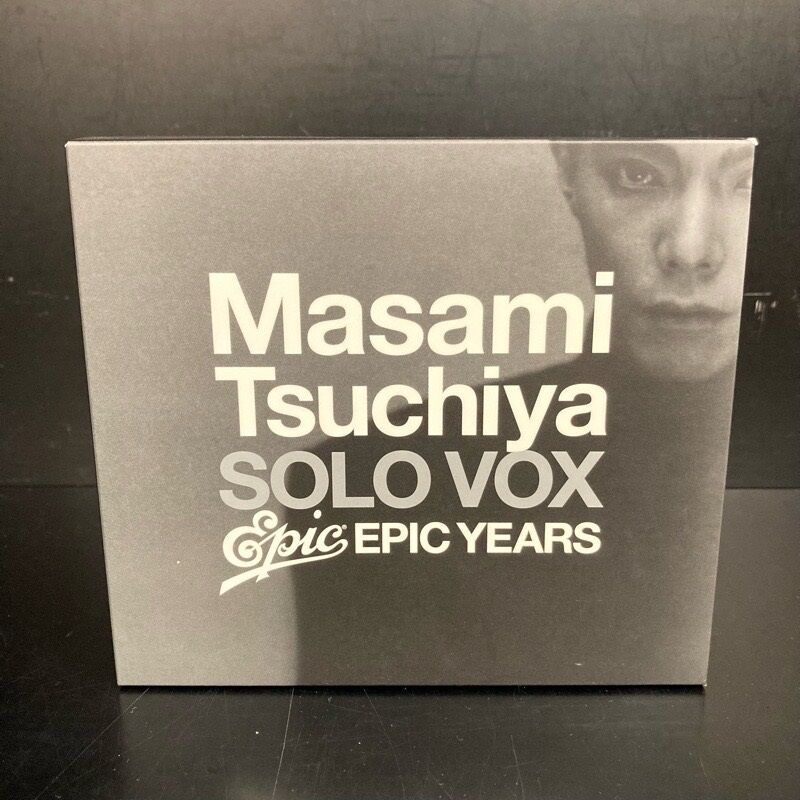 Masami
Tsuchiya
SOLO VOX
Epic® EPIC YEARS